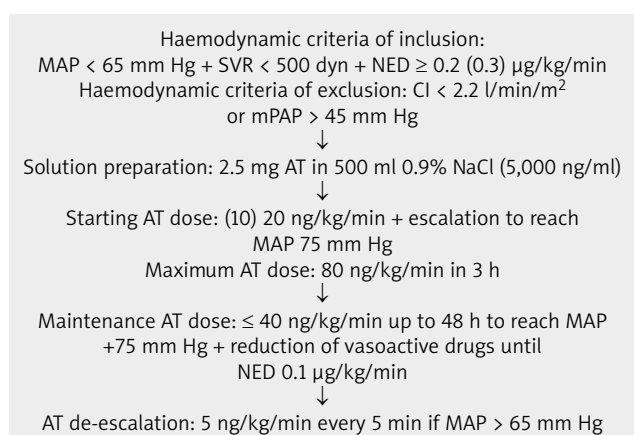 Haemodynamic criteria of inclusion:
MAP < 65 mm Hg + SVR < 500 dyn + NED ≥ 0.2 (0.3) µg/kg/min
Haemodynamic criteria of exclusion: CI < 2.2 l/min/m²
or mPAP > 45 mm Hg
↓
Solution preparation: 2.5 mg AT in 500 ml 0.9% NaCl (5,000 ng/ml)
↓
Starting AT dose: (10) 20 ng/kg/min + escalation to reach
MAP 75 mm Hg
Maximum AT dose: 80 ng/kg/min in 3 h
↓
Maintenance AT dose: ≤ 40 ng/kg/min up to 48 h to reach MAP
+75 mm Hg + reduction of vasoactive drugs until
NED 0.1 µg/kg/min
↓
AT de-escalation: 5 ng/kg/min every 5 min if MAP > 65 mm Hg